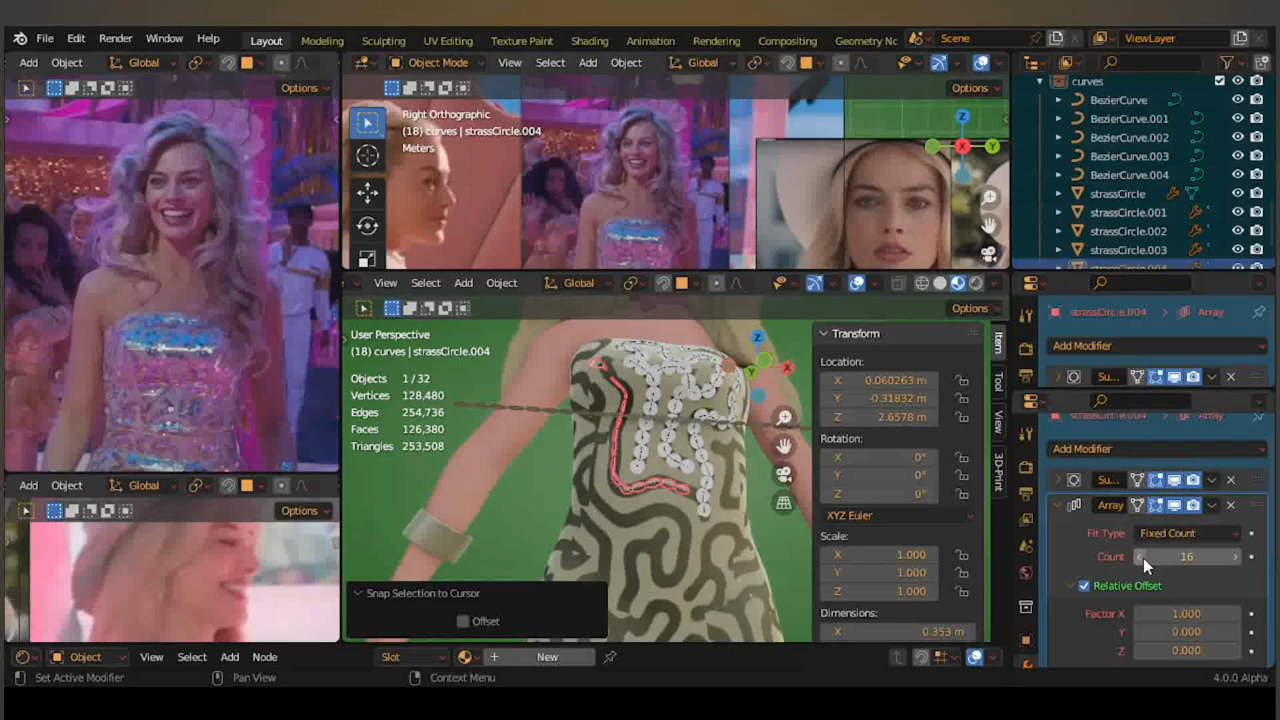 File Edit Render Window Help Layout Modeling Sculpting UV Editing Texture Paint Shading Animation Rendering Compositing Geometry Nc Scene ViewLayer
Add Object Global Object Mode View Select Add Object Global
Options Options
curves
Right Orthographic
(18) curves | strassCircle.004
Meters
Z
X Y
BezierCurve
BezierCurve.001
BezierCurve.002
BezierCurve.003
BezierCurve.004
strassCircle
strassCircle.001
strassCircle.002
strassCircle.003
strassCircle.004
View Select Add Object Global
Options
User Perspective
(18) curves | strassCircle.004
Objects 1 / 32
Vertices 128,480
Edges 254,736
Faces 126,380
Triangles 253,508
Z
Y X
Transform
Location:
X 0.060263 m
Y -0.31832 m
Z 2.6578 m
Rotation:
X 0°
Y 0°
Z 0°
XYZ Euler
Scale:
X 1.000
Y 1.000
Z 1.000
Dimensions:
X 0.353 m
Item
Tool
View
3D-Print
strassCircle.004 Array
Add Modifier
Su...
strassCircle.004 Array
Add Modifier
Su...
Array
Fit Type Fixed Count
Count 16
Relative Offset
Factor X 1.000
Y 0.000
Z 0.000
Add Object Global
Options
Snap Selection to Cursor
Offset
Object View Select Add Node Slot New
Set Active Modifier Pan View Context Menu 4.0.0 Alpha